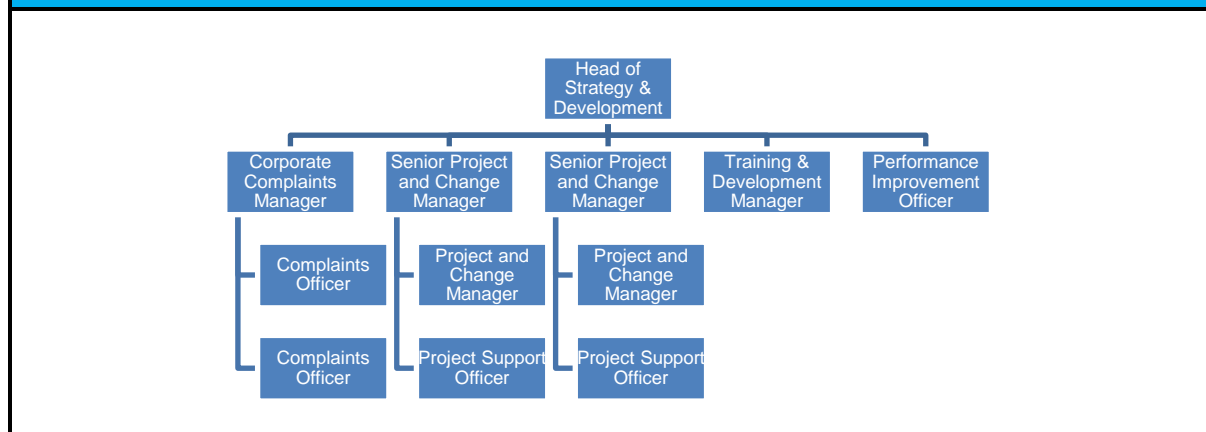 Head of
Strategy &
Development
Corporate
Complaints
Manager
Senior Project
and Change
Manager
Senior Project
and Change
Manager
Training &
Development
Manager
Performance
Improvement
Officer
Complaints
Officer
Project and
Change
Manager
Project and
Change
Manager
Complaints
Officer
Project Support
Officer
Project Support
Officer